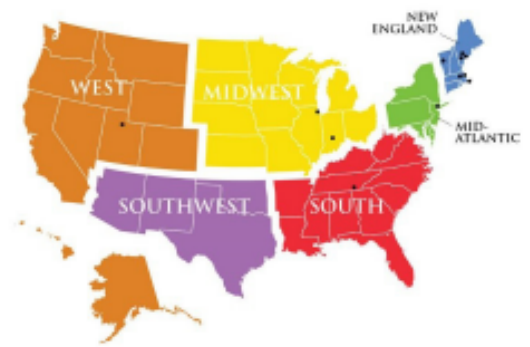 NEW
ENGLAND
WEST
MIDWEST
MID-
ATLANTIC
SOUTHWEST
SOUTH